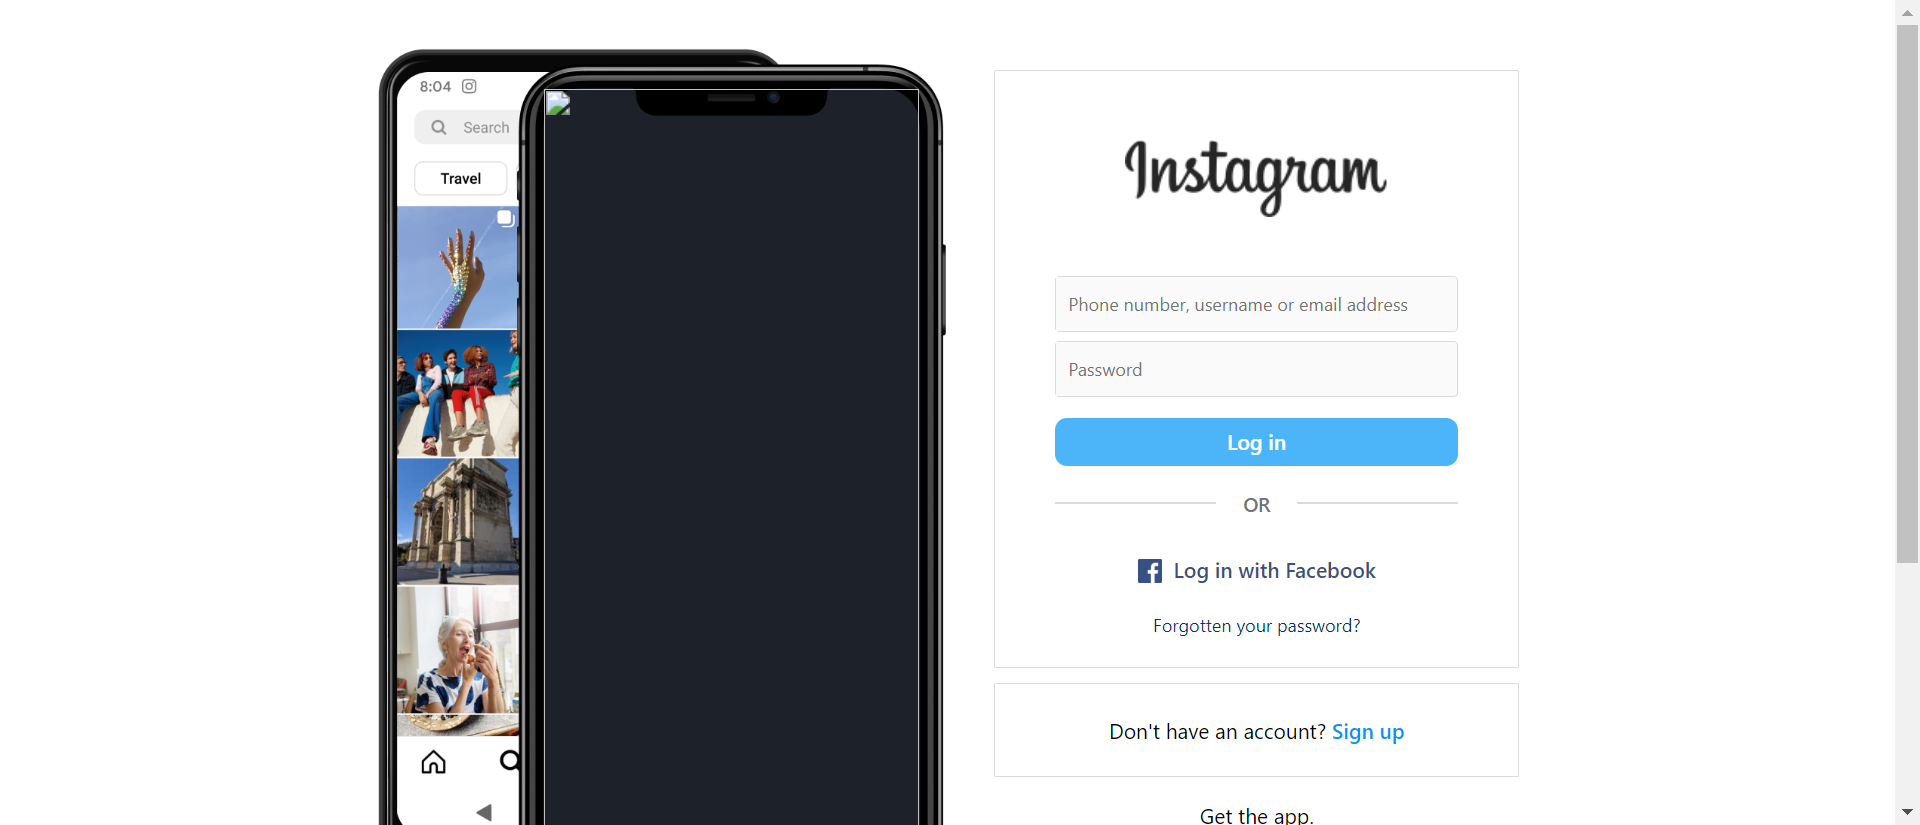 8:04
Search
Travel
Instagram
Phone number, username or email address
Password
Log in
OR
Log in with Facebook
Forgotten your password?
Don't have an account? Sign up
Get the app.